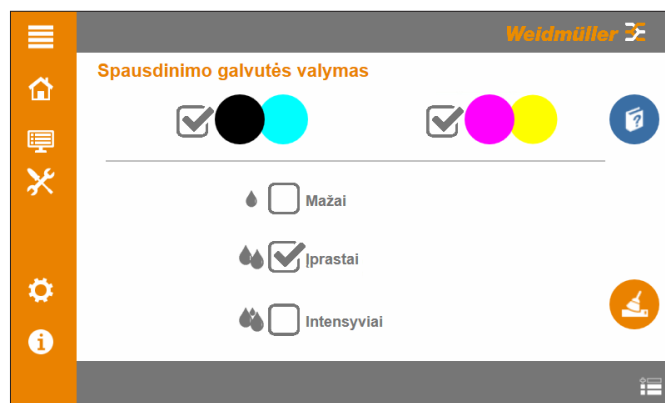 Weidmüller
Spausdinimo galvutės valymas
Mažai
Įprastai
Intensyviai